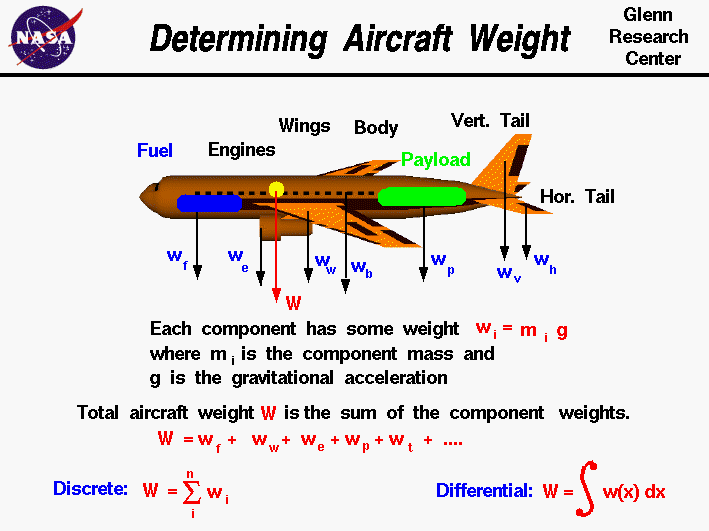 NASA
Determining Aircraft Weight
Glenn
Research
Center
Fuel
Engines
Wings
Body
Payload
Vert. Tail
Hor. Tail
w f
w e
w w
w b
w p
w v
w h
W
Each component has some weight w i = m i g
where m i is the component mass and
g is the gravitational acceleration
Total aircraft weight W is the sum of the component weights.
W = w f + w w + w e + w p + w t + ....
Discrete: W = n Σ i w i
Differential: W = ∫ w(x) dx